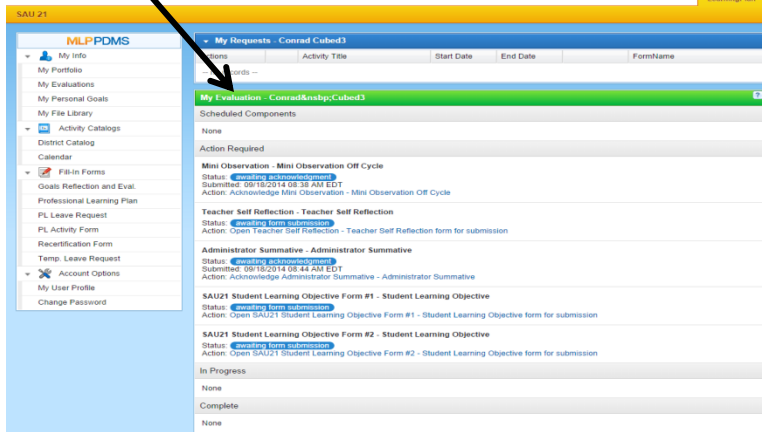 SAU 21
MLPPDMS
My Info
My Portfolio
My Evaluations
My Personal Goals
My File Library
Activity Catalogs
District Catalog
Calendar
Fill-In Forms
Goals Reflection and Eval.
Professional Learning Plan
PL Leave Request
PL Activity Form
Recertification Form
Temp. Leave Request
Account Options
My User Profile
Change Password
My Requests - Conrad Cubed3
Activity Title Start Date End Date FormName
My Evaluation - Conrad&nsbp;Cubed3
Scheduled Components
None
Action Required
Mini Observation - Mini Observation Off Cycle
Status: awaiting acknowledgment
Submitted: 09/18/2014 08:38 AM EDT
Action: Acknowledge Mini Observation - Mini Observation Off Cycle
Teacher Self Reflection - Teacher Self Reflection
Status: awaiting form submission
Action: Open Teacher Self Reflection - Teacher Self Reflection form for submission
Administrator Summative - Administrator Summative
Status: awaiting acknowledgment
Submitted: 09/18/2014 08:44 AM EDT
Action: Acknowledge Administrator Summative - Administrator Summative
SAU21 Student Learning Objective Form #1 - Student Learning Objective
Status: awaiting form submission
Action: Open SAU21 Student Learning Objective Form #1 - Student Learning Objective form for submission
SAU21 Student Learning Objective Form #2 - Student Learning Objective
Status: awaiting form submission
Action: Open SAU21 Student Learning Objective Form #2 - Student Learning Objective form for submission
In Progress
None
Complete
None